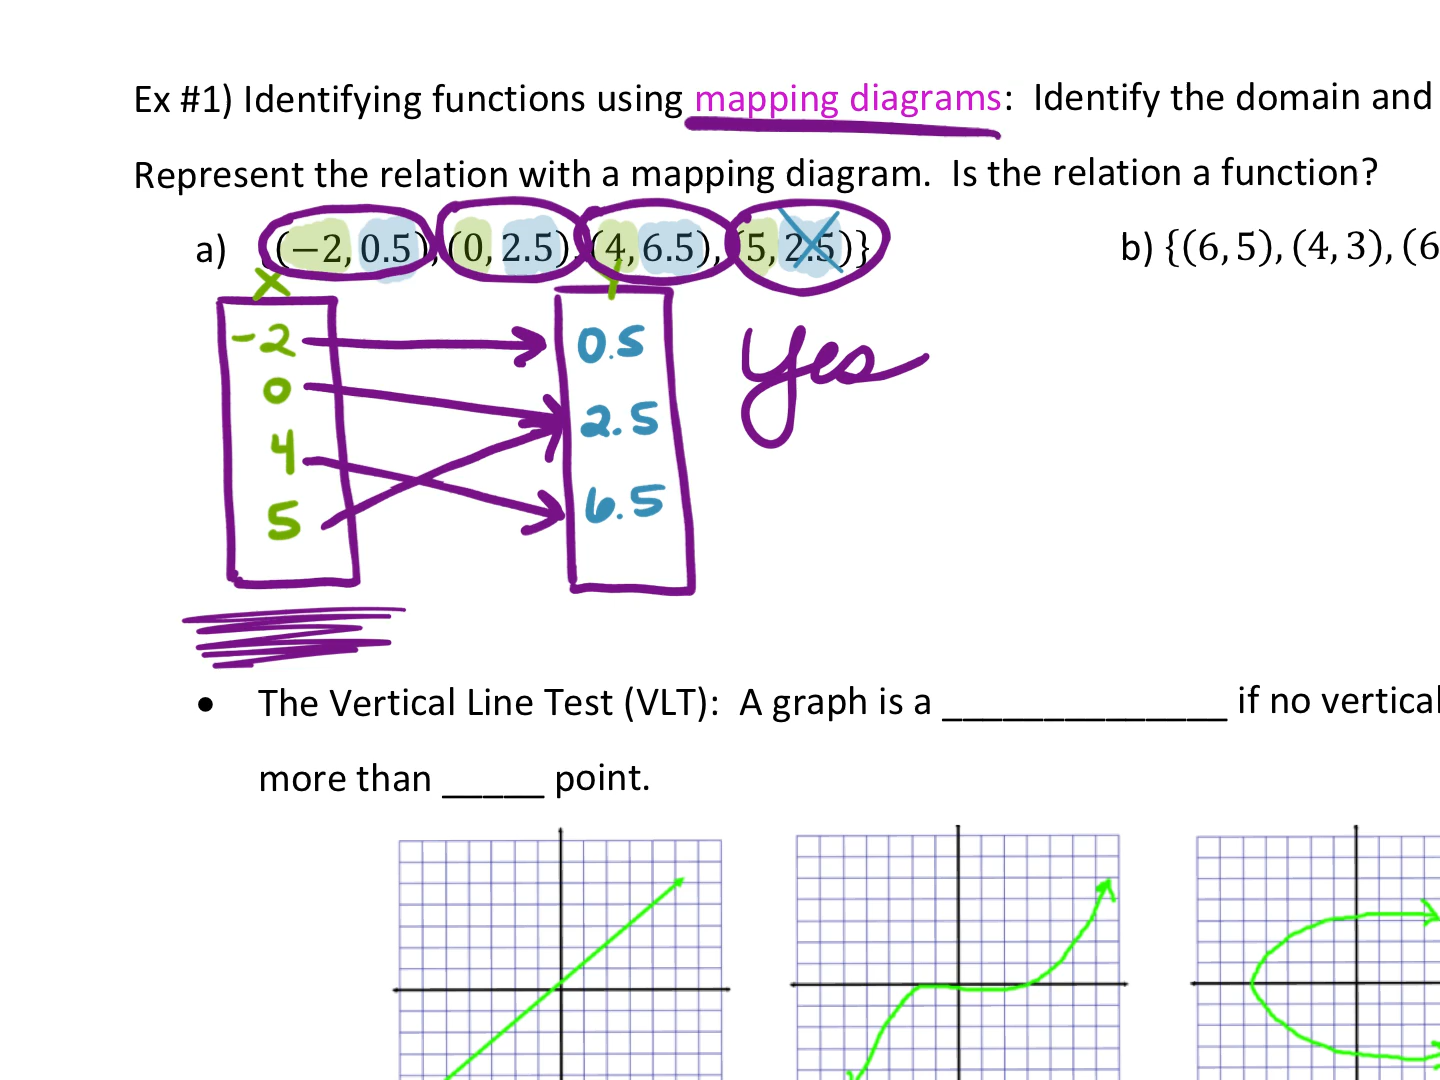 Ex #1) Identifying functions using mapping diagrams: Identify the domain and
Represent the relation with a mapping diagram. Is the relation a function?
a) {(−2, 0.5), (0, 2.5), (4, 6.5), (5, 2.5)}
b) {(6, 5), (4, 3), (6
X Y
-2 0.5
0 2.5
4 6.5
5
yes
• The Vertical Line Test (VLT): A graph is a ______________ if no vertical
more than _____ point.